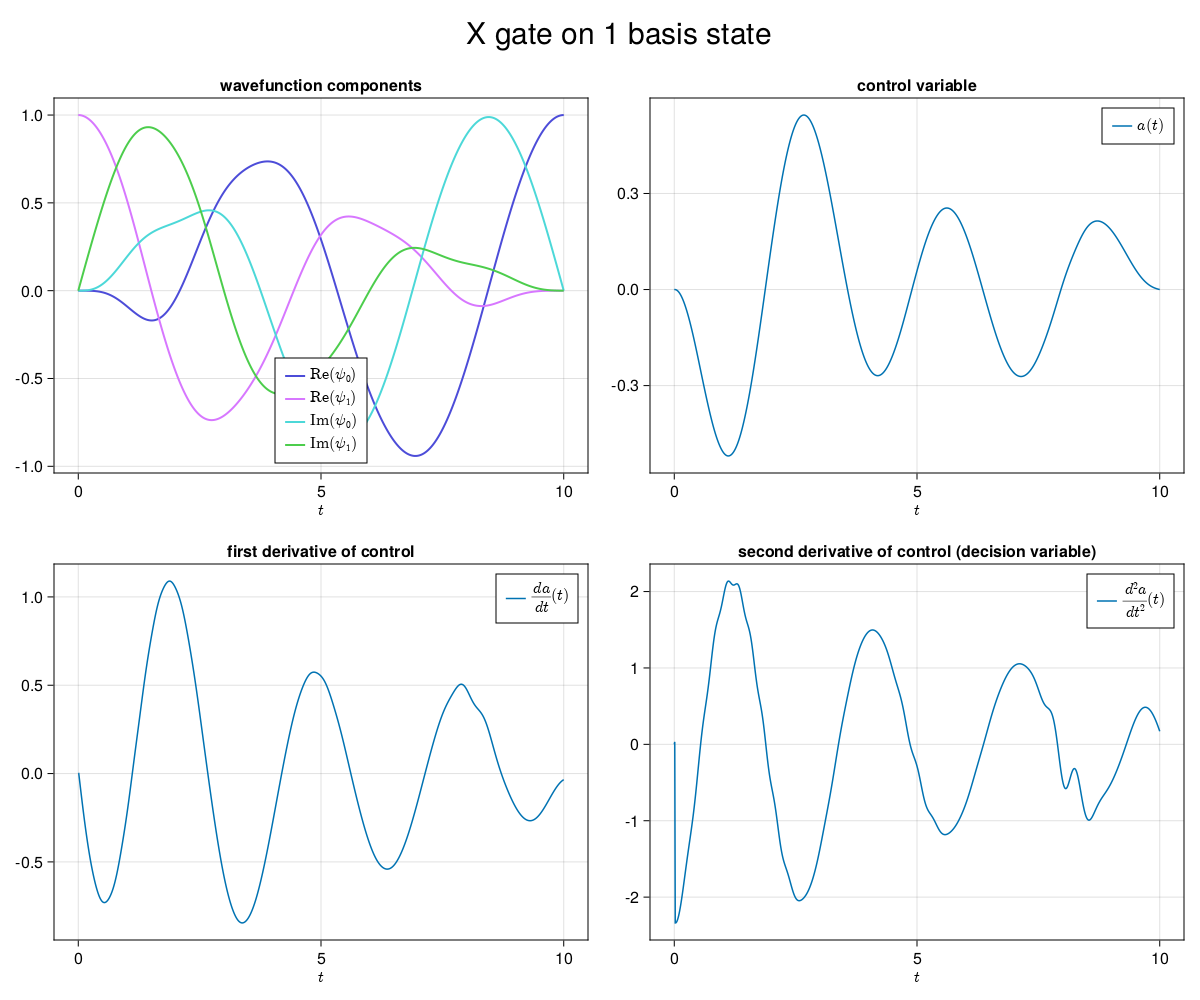 X gate on 1 basis state
wavefunction components
1.0
0.5
0.0
-0.5
-1.0
Re(ψ₀)
Re(ψ₁)
Im(ψ₀)
Im(ψ₁)
0 5 10
t
control variable
a(t)
0.3
0.0
-0.3
0 5 10
t
first derivative of control
da/dt(t)
1.0
0.5
0.0
-0.5
0 5 10
t
second derivative of control (decision variable)
d²a/dt²(t)
2
1
0
-1
-2
0 5 10
t